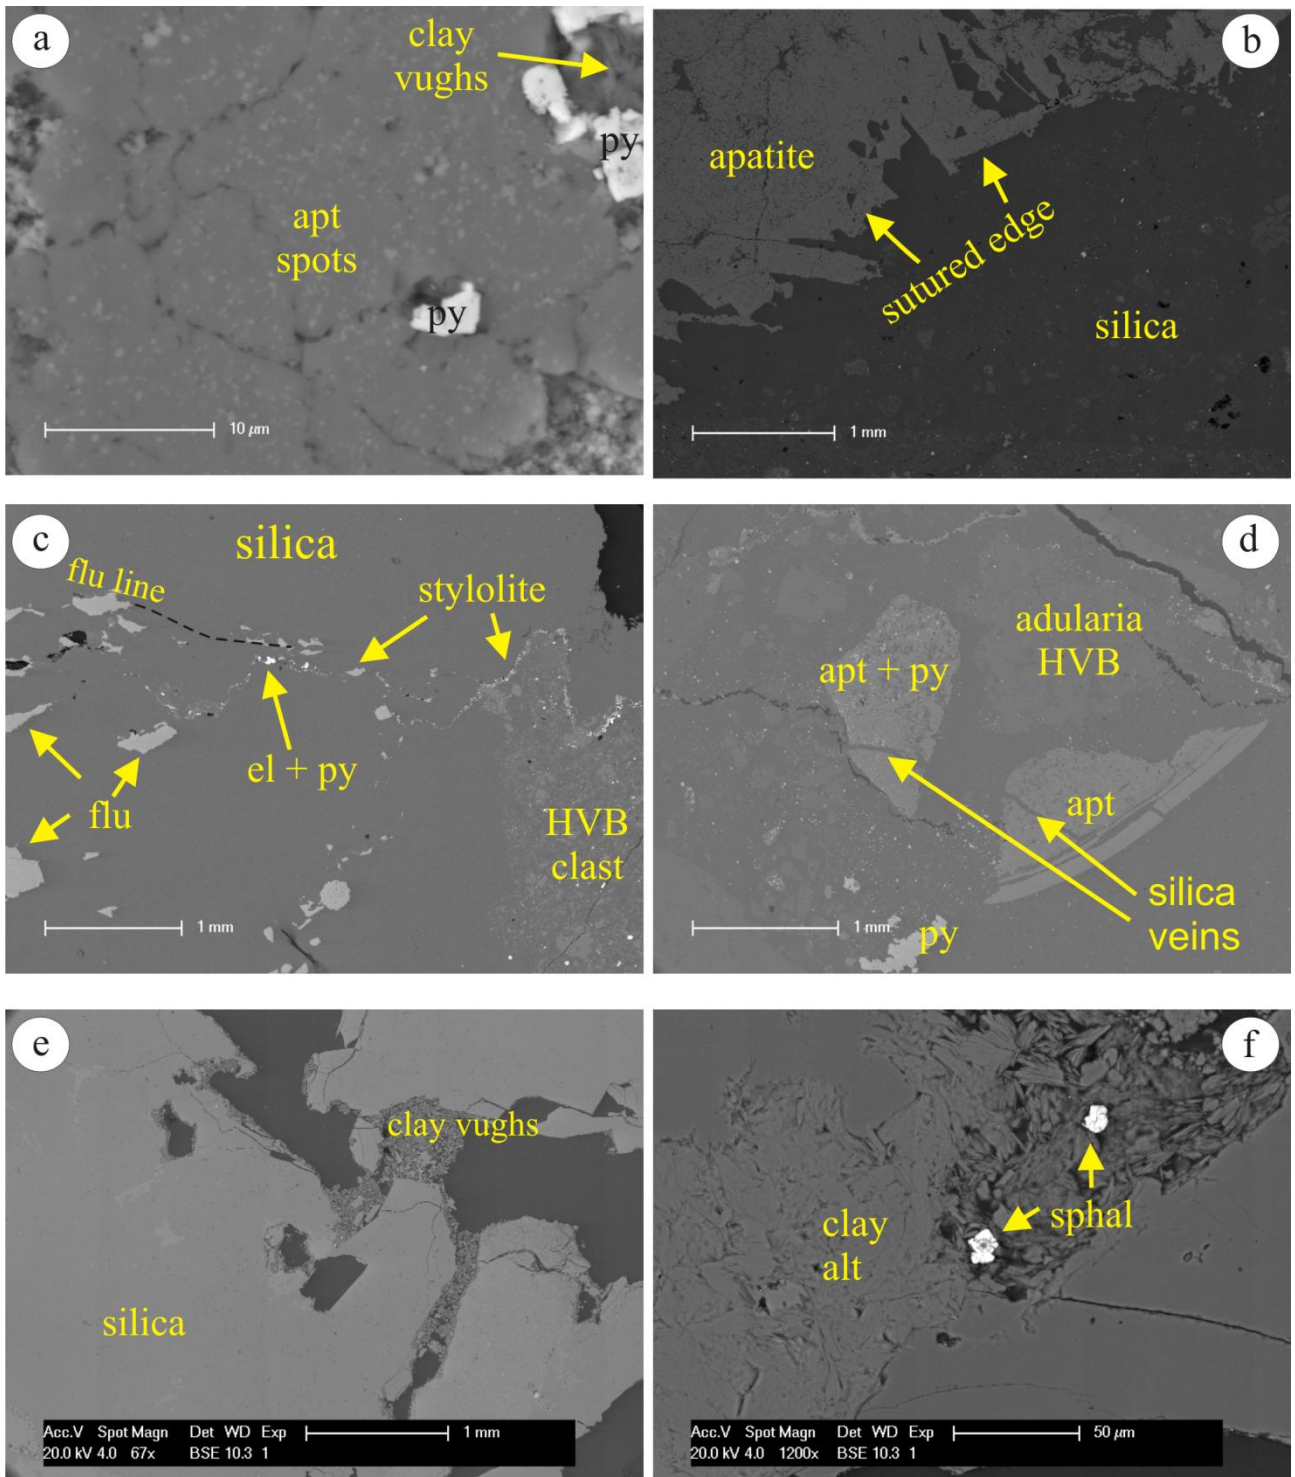 a
clay
vughs
py
apt
spots
py
10 µm
b
apatite
sutured edge
silica
1 mm
c
silica
flu line
stylolite
el + py
flu
HVB
clast
1 mm
d
adularia
HVB
apt + py
apt
silica
veins
py
1 mm
e
clay vughs
silica
Acc.V Spot Magn Det WD Exp
20.0 kV 4.0 67x BSE 10.3 1
1 mm
f
sphal
clay
alt
Acc.V Spot Magn Det WD Exp
20.0 kV 4.0 1200x BSE 10.3 1
50 µm